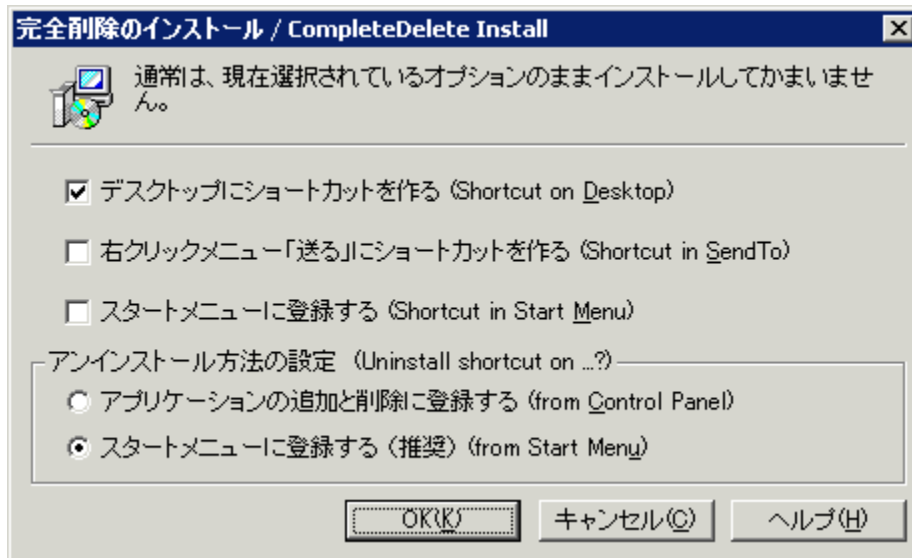 完全削除のインストール / CompleteDelete Install
通常は、現在選択されているオプションのままインストールしてかまいませ
ん。
デスクトップにショートカットを作る (Shortcut on Desktop)
右クリックメニュー「送る」にショートカットを作る (Shortcut in SendTo)
スタートメニューに登録する (Shortcut in Start Menu)
アンインストール方法の設定 (Uninstall shortcut on ...?)
アプリケーションの追加と削除に登録する (from Control Panel)
スタートメニューに登録する (推奨) (from Start Menu)
OK(K) キャンセル(C) ヘルプ(H)